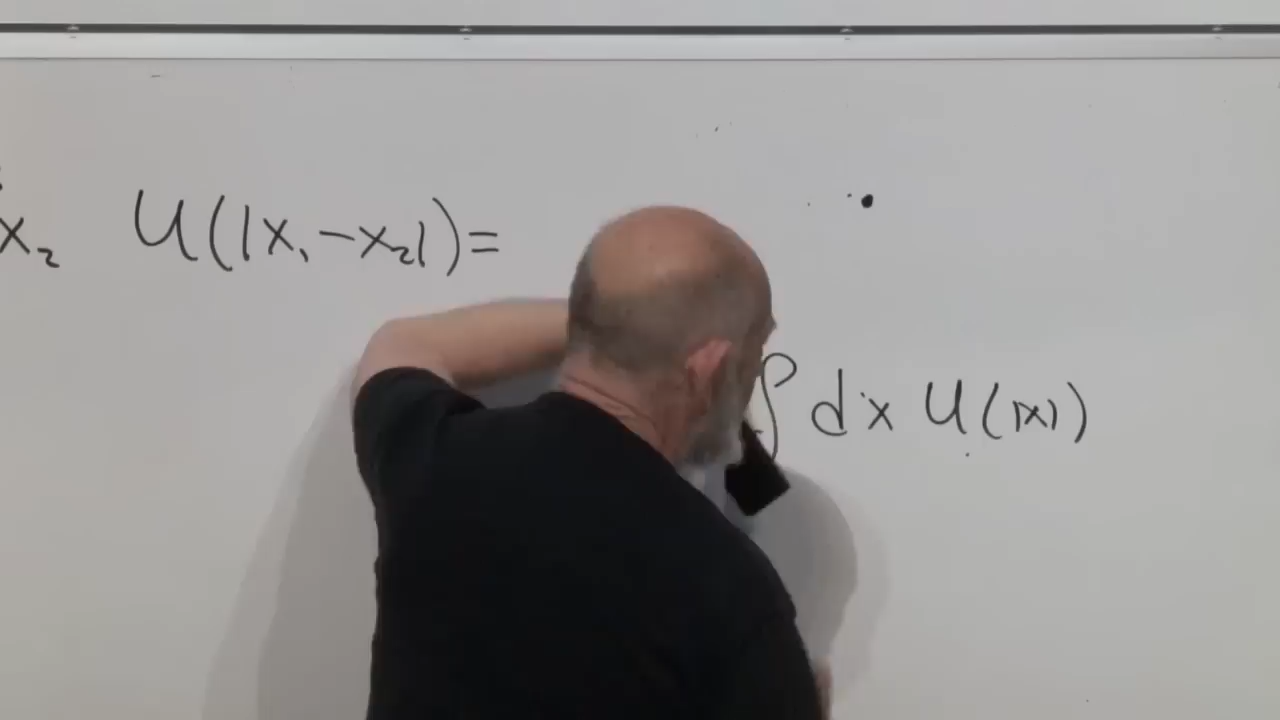 x₂ U(|x₁-x₂|)=
∫ dx U(|x|)